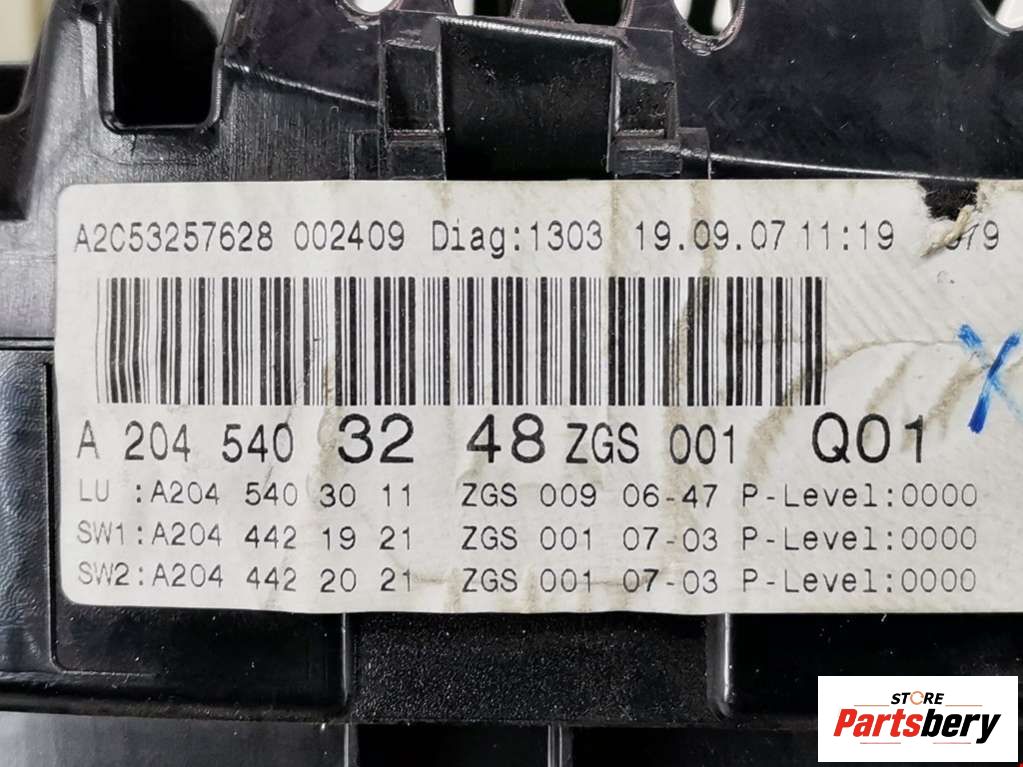 A2C53257628 002409 Diag:1303 19.09.07 11:19
A 204 540 32 48 ZGS 001 Q01
LU :A204 540 30 11 ZGS 009 06-47 P-Level:0000
SW1:A204 442 19 21 ZGS 001 07-03 P-Level:0000
SW2:A204 442 20 21 ZGS 001 07-03 P-Level:0000
STORE
Partsbery